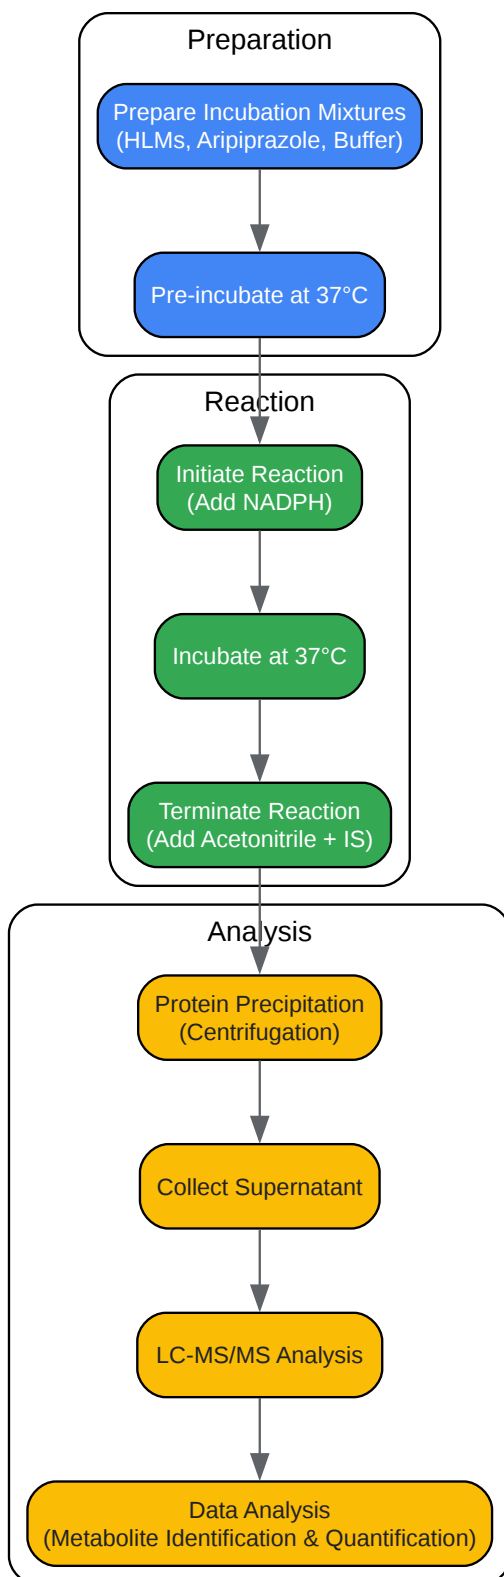 Preparation
Prepare Incubation Mixtures
(HLMs, Aripiprazole, Buffer)
Pre-incubate at 37°C
Reaction
Initiate Reaction
(Add NADPH)
Incubate at 37°C
Terminate Reaction
(Add Acetonitrile + IS)
Analysis
Protein Precipitation
(Centrifugation)
Collect Supernatant
LC-MS/MS Analysis
Data Analysis
(Metabolite Identification & Quantification)